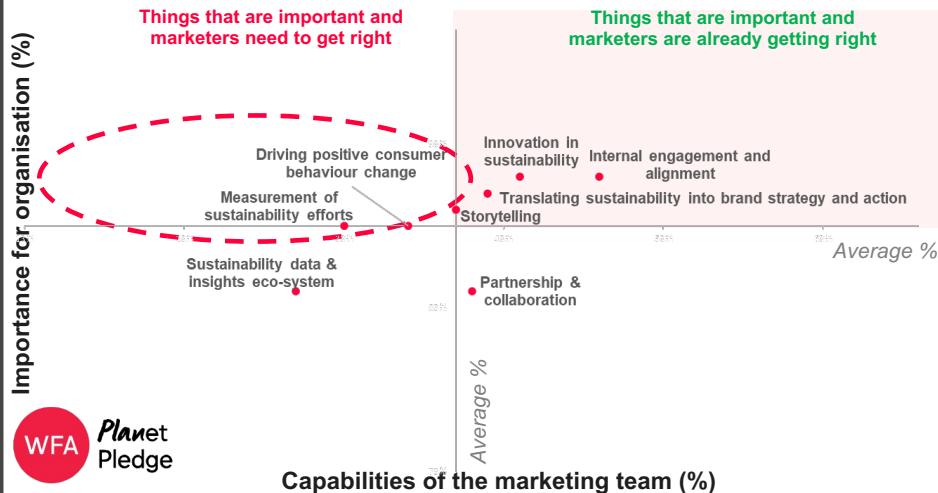 Things that are important and
marketers need to get right
Things that are important and
marketers are already getting right
Importance for organisation (%)
Driving positive consumer
behaviour change
Innovation in
sustainability
Internal engagement and
alignment
Measurement of
sustainability efforts
Translating sustainability into brand strategy and action
Storytelling
Average %
Sustainability data &
insights eco-system
Partnership &
collaboration
Average %
WFA
Planet
Pledge
Capabilities of the marketing team (%)